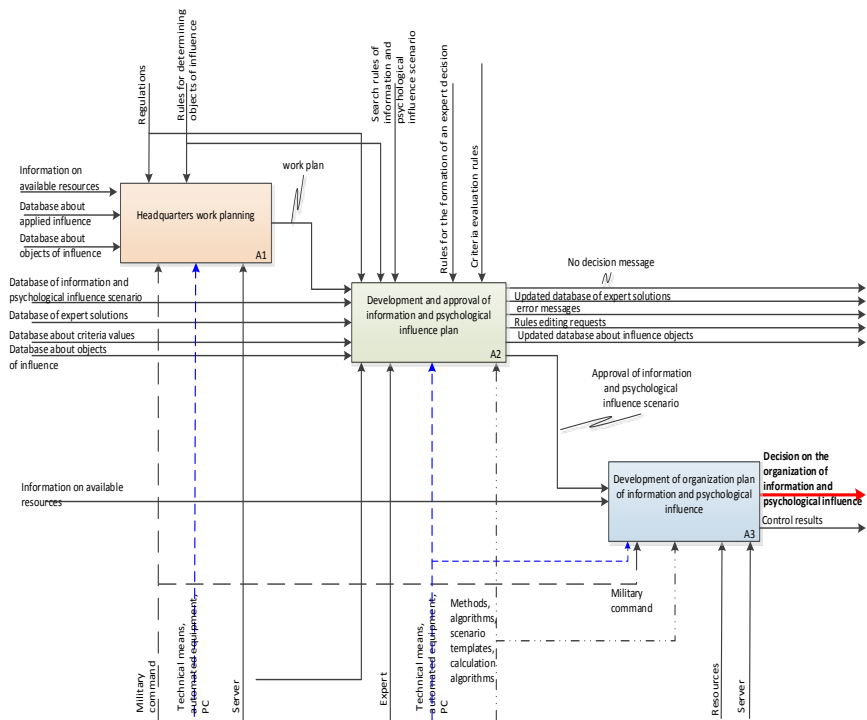 Regulations
Rules for determining
objects of influence
Search rules of
information and
psychological
influence scenario
Rules for the formation of an expert decision
Criteria evaluation rules
work plan
Information on
available resources
Database about
applied influence
Database about
objects of influence
Headquarters work planning
A1
No decision message
Database of information and
psychological influence scenario
Database of expert solutions
Database about criteria values
Database about objects
of influence
Development and approval of
information and psychological
influence plan
A2
Updated database of expert solutions
error messages
Rules editing requests
Updated database about influence objects
Approval of information
and psychological
influence scenario
Information on available
resources
Development of organization plan
of information and psychological
influence
A3
Decision on the
organization of
information and
psychological influence
Control results
Military
command
Technical means,
automated equipment,
PC
Server
Expert
Technical means,
automated equipment,
PC
Methods,
algorithms,
scenario
templates,
calculation
algorithms
Military
command
Resources
Server